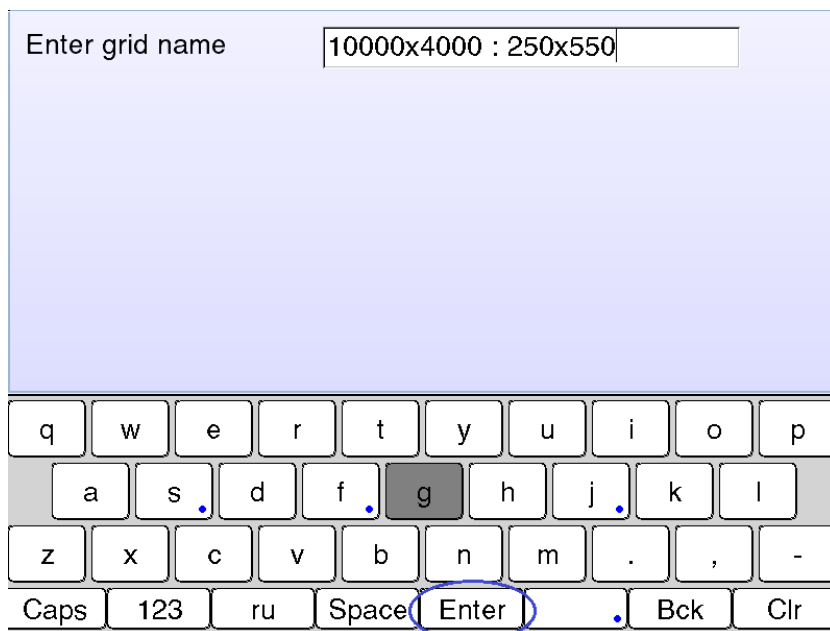 Enter grid name 10000x4000 : 250x550
q w e r t y u i o p
a s d f g h j k l
z x c v b n m . , -
Caps 123 ru Space Enter Bck Clr